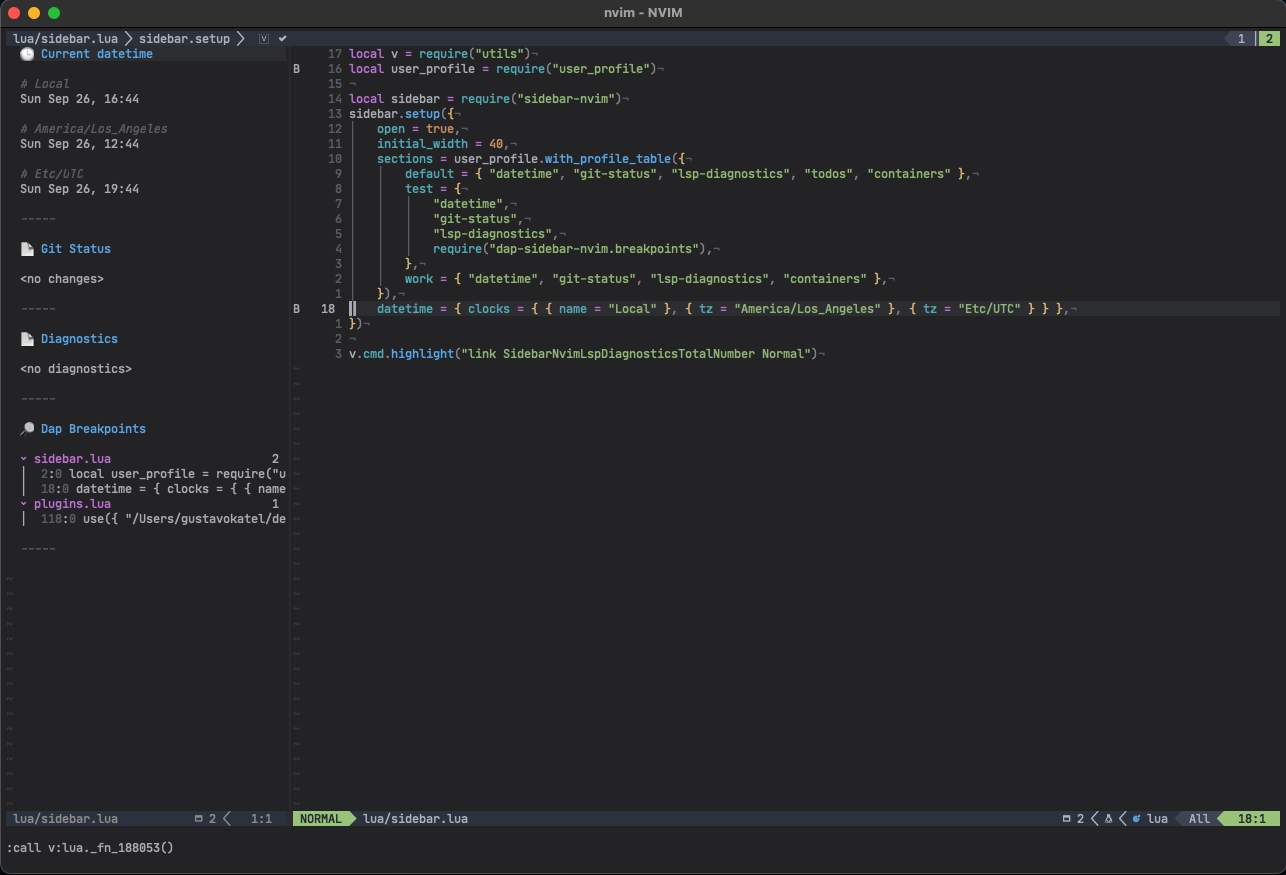 nvim - NVIM
lua/sidebar.lua > sidebar.setup > V ✔
1 2
Current datetime
# Local
Sun Sep 26, 16:44
# America/Los_Angeles
Sun Sep 26, 12:44
# Etc/UTC
Sun Sep 26, 19:44
-----
Git Status
<no changes>
-----
Diagnostics
<no diagnostics>
-----
Dap Breakpoints
sidebar.lua 2
2:0 local user_profile = require("u
18:0 datetime = { clocks = { { name
plugins.lua 1
118:0 use({ "/Users/gustavokatel/de
-----
17 local v = require("utils")¬
B 16 local user_profile = require("user_profile")¬
15 ¬
14 local sidebar = require("sidebar-nvim")¬
13 sidebar.setup({¬
12 open = true,¬
11 initial_width = 40,¬
10 sections = user_profile.with_profile_table({¬
9 default = { "datetime", "git-status", "lsp-diagnostics", "todos", "containers" },¬
8 test = {¬
7 "datetime",¬
6 "git-status",¬
5 "lsp-diagnostics",¬
4 require("dap-sidebar-nvim.breakpoints"),¬
3 },¬
2 work = { "datetime", "git-status", "lsp-diagnostics", "containers" },¬
1 }),¬
B 18 datetime = { clocks = { { name = "Local" }, { tz = "America/Los_Angeles" }, { tz = "Etc/UTC" } } },¬
1 })¬
2 ¬
3 v.cmd.highlight("link SidebarNvimLspDiagnosticsTotalNumber Normal")¬
lua/sidebar.lua 2 1:1
NORMAL lua/sidebar.lua 2 lua All 18:1
:call v:lua._fn_188053()